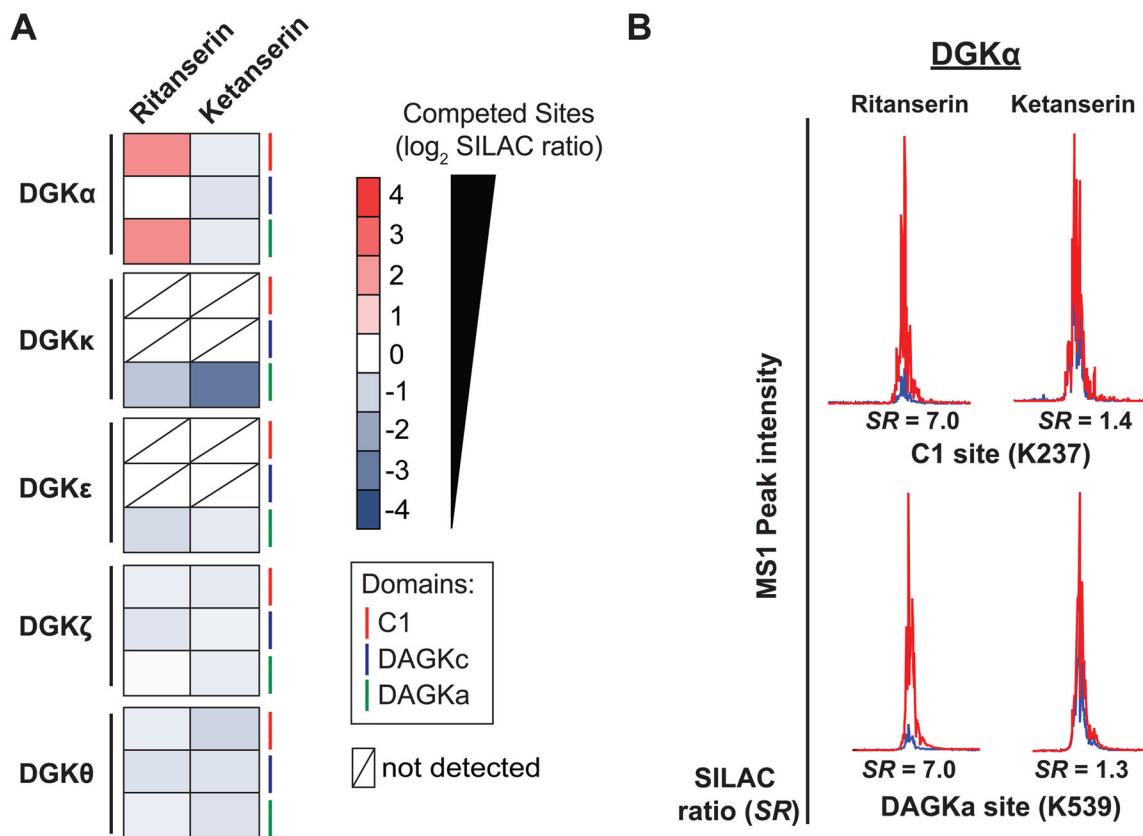 A
Ritanserin
Ketanserin
DGKα
DGKκ
DGKε
DGKζ
DGKθ
Competed Sites
(log2 SILAC ratio)
4
3
2
1
0
-1
-2
-3
-4
Domains:
C1
DAGKc
DAGKa
not detected
B
DGKα
Ritanserin
Ketanserin
MS1 Peak intensity
SR = 7.0
SR = 1.4
C1 site (K237)
SR = 7.0
SR = 1.3
DAGKa site (K539)
SILAC
ratio (SR)